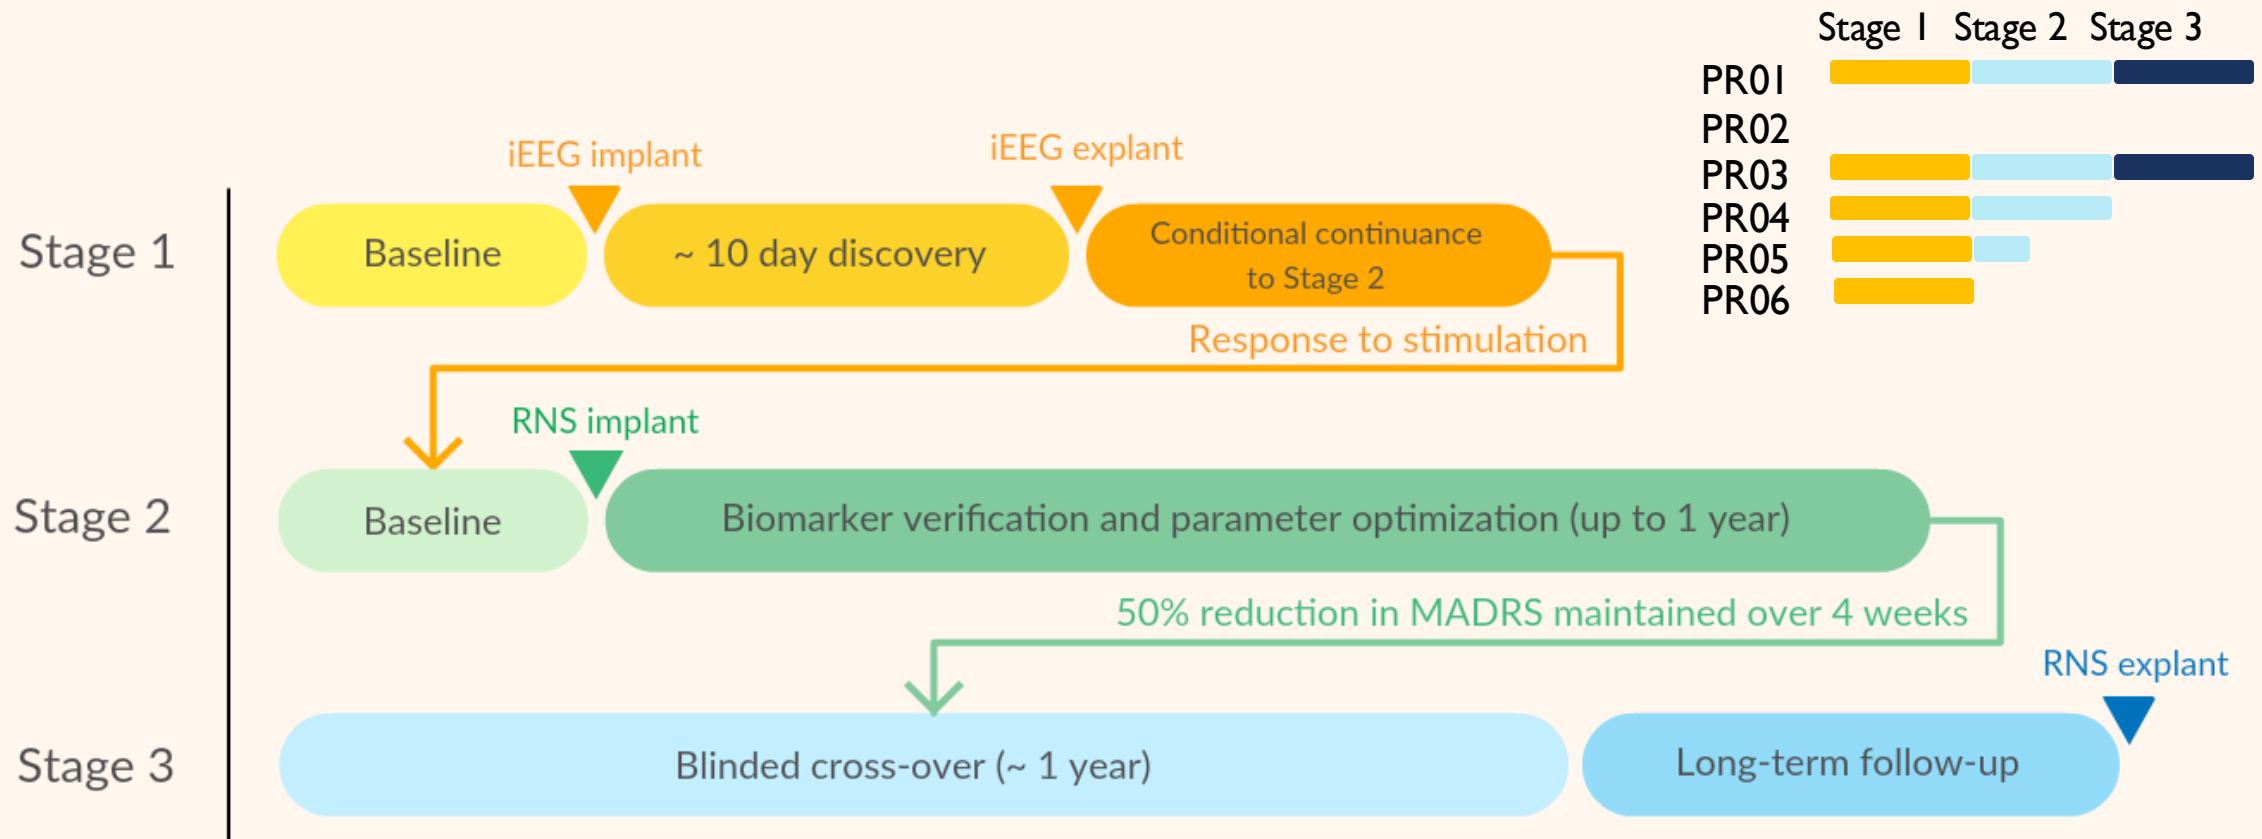 Stage 1 Stage 2 Stage 3
PR01
PR02
PR03
PR04
PR05
PR06
iEEG implant
iEEG explant
Stage 1
Baseline
~ 10 day discovery
Conditional continuance
to Stage 2
Response to stimulation
RNS implant
Stage 2
Baseline
Biomarker verification and parameter optimization (up to 1 year)
50% reduction in MADRS maintained over 4 weeks
RNS explant
Stage 3
Blinded cross-over (~ 1 year)
Long-term follow-up